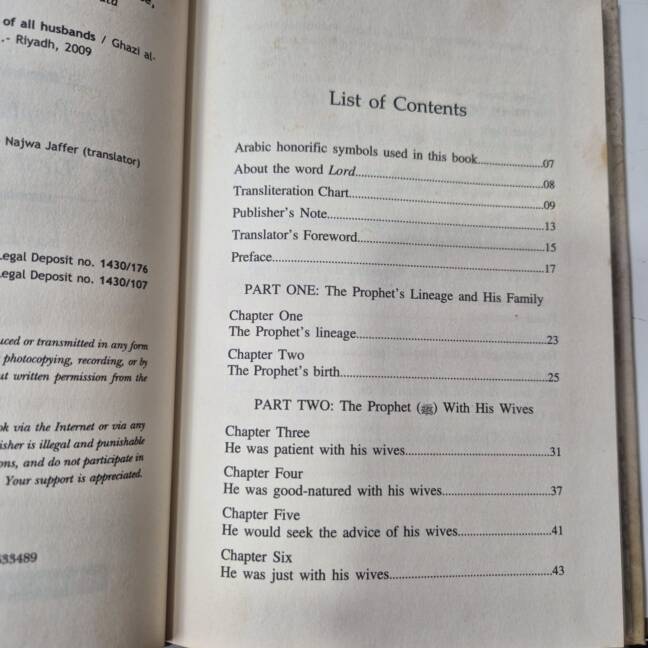 of all husbands / Ghazi al-
.- Riyadh, 2009
Najwa Jaffer (translator)
Legal Deposit no. 1430/176
Legal Deposit no. 1430/107
or transmitted in any form
photocopying, recording, or by
written permission from the
via the Internet or via any
is illegal and punishable
and do not participate in
Your support is appreciated.
33489
List of Contents
Arabic honorific symbols used in this book....................07
About the word Lord....................08
Transliteration Chart....................09
Publisher's Note....................13
Translator's Foreword....................15
Preface....................17
PART ONE: The Prophet's Lineage and His Family
Chapter One
The Prophet's lineage....................23
Chapter Two
The Prophet's birth....................25
PART TWO: The Prophet (ﷺ) With His Wives
Chapter Three
He was patient with his wives....................31
Chapter Four
He was good-natured with his wives....................37
Chapter Five
He would seek the advice of his wives....................41
Chapter Six
He was just with his wives....................43